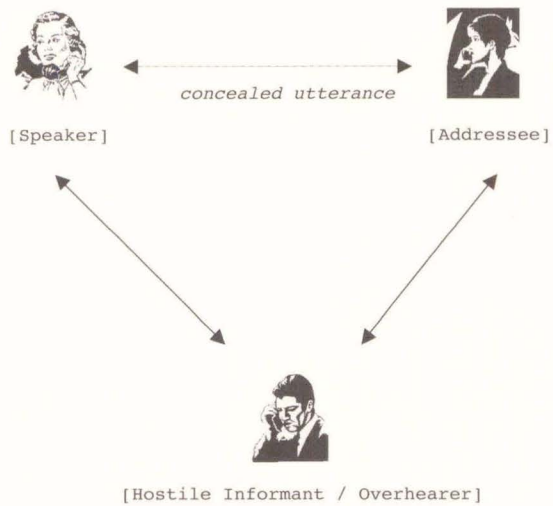 concealed utterance
[Speaker]
[Addressee]
[Hostile Informant / Overhearer]